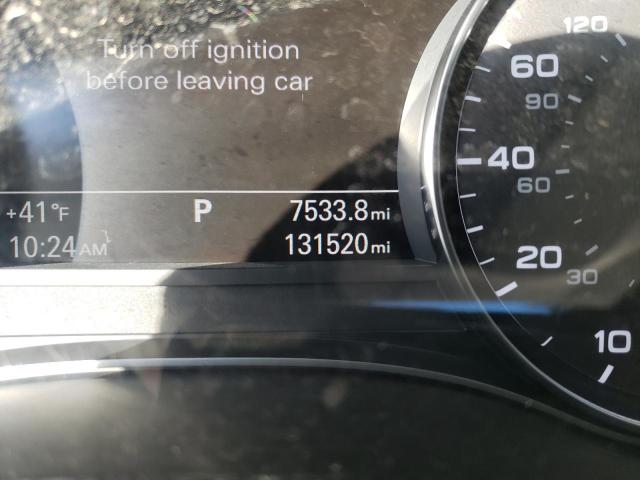 Turn off ignition
before leaving car
+41°F P 7533.8mi
10:24AM 131520mi
120
60
90
40
60
20
30
10